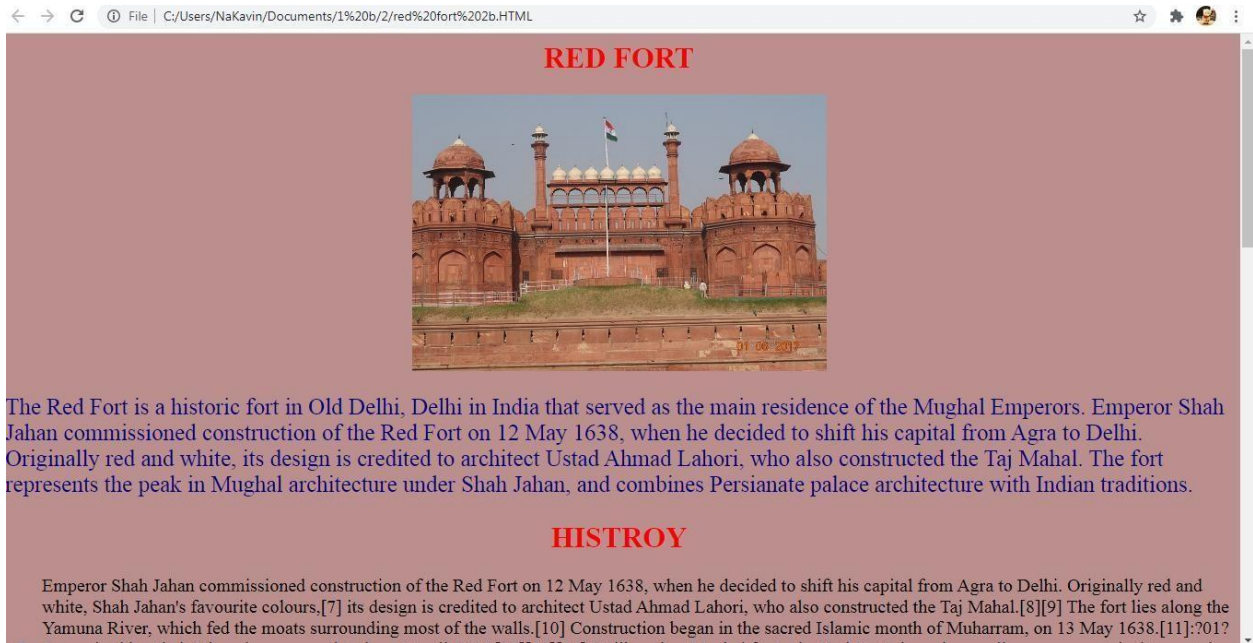 File C:/Users/NaKavin/Documents/1%20b/2/red%20fort%202b.HTML
RED FORT
01 06 2017
The Red Fort is a historic fort in Old Delhi, Delhi in India that served as the main residence of the Mughal Emperors. Emperor Shah
Jahan commissioned construction of the Red Fort on 12 May 1638, when he decided to shift his capital from Agra to Delhi.
Originally red and white, its design is credited to architect Ustad Ahmad Lahori, who also constructed the Taj Mahal. The fort
represents the peak in Mughal architecture under Shah Jahan, and combines Persianate palace architecture with Indian traditions.
HISTROY
Emperor Shah Jahan commissioned construction of the Red Fort on 12 May 1638, when he decided to shift his capital from Agra to Delhi. Originally red and
white, Shah Jahan's favourite colours,[7] its design is credited to architect Ustad Ahmad Lahori, who also constructed the Taj Mahal.[8][9] The fort lies along the
Yamuna River, which fed the moats surrounding most of the walls.[10] Construction began in the sacred Islamic month of Muharram, on 13 May 1638.[11]:?01?